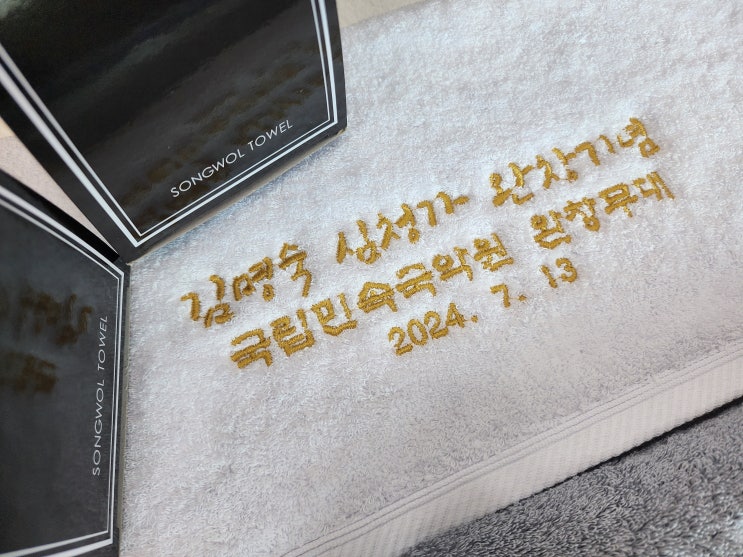 SONGWOL TOWEL
SONGWOL TOWEL
김명숙 심청가 완창기념
국립민속국악원 완창무대
2024. 7. 13